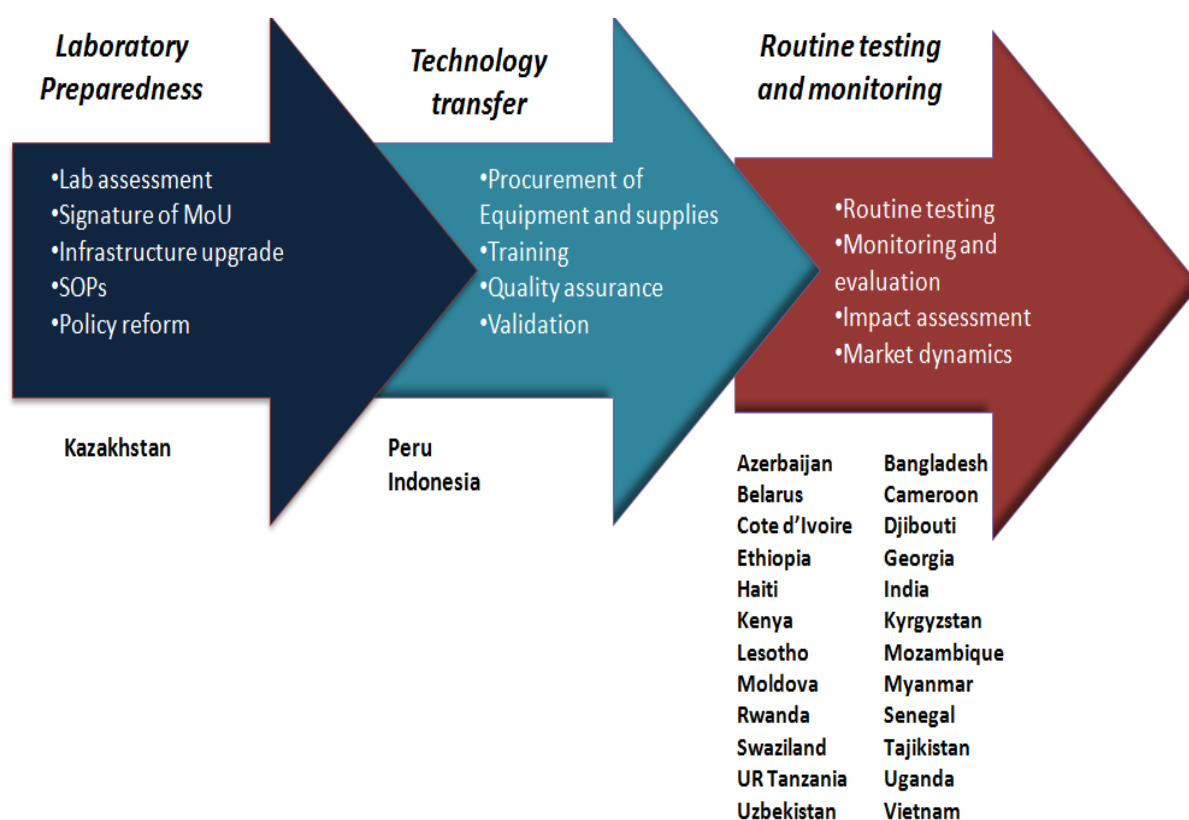 Laboratory
Preparedness
•Lab assessment
•Signature of MoU
•Infrastructure upgrade
•SOPs
•Policy reform
Kazakhstan
Technology
transfer
•Procurement of
Equipment and supplies
•Training
•Quality assurance
•Validation
Peru
Indonesia
Routine testing
and monitoring
•Routine testing
•Monitoring and
evaluation
•Impact assessment
•Market dynamics
Azerbaijan
Belarus
Cote d’Ivoire
Ethiopia
Haiti
Kenya
Lesotho
Moldova
Rwanda
Swaziland
UR Tanzania
Uzbekistan
Bangladesh
Cameroon
Djibouti
Georgia
India
Kyrgyzstan
Mozambique
Myanmar
Senegal
Tajikistan
Uganda
Vietnam